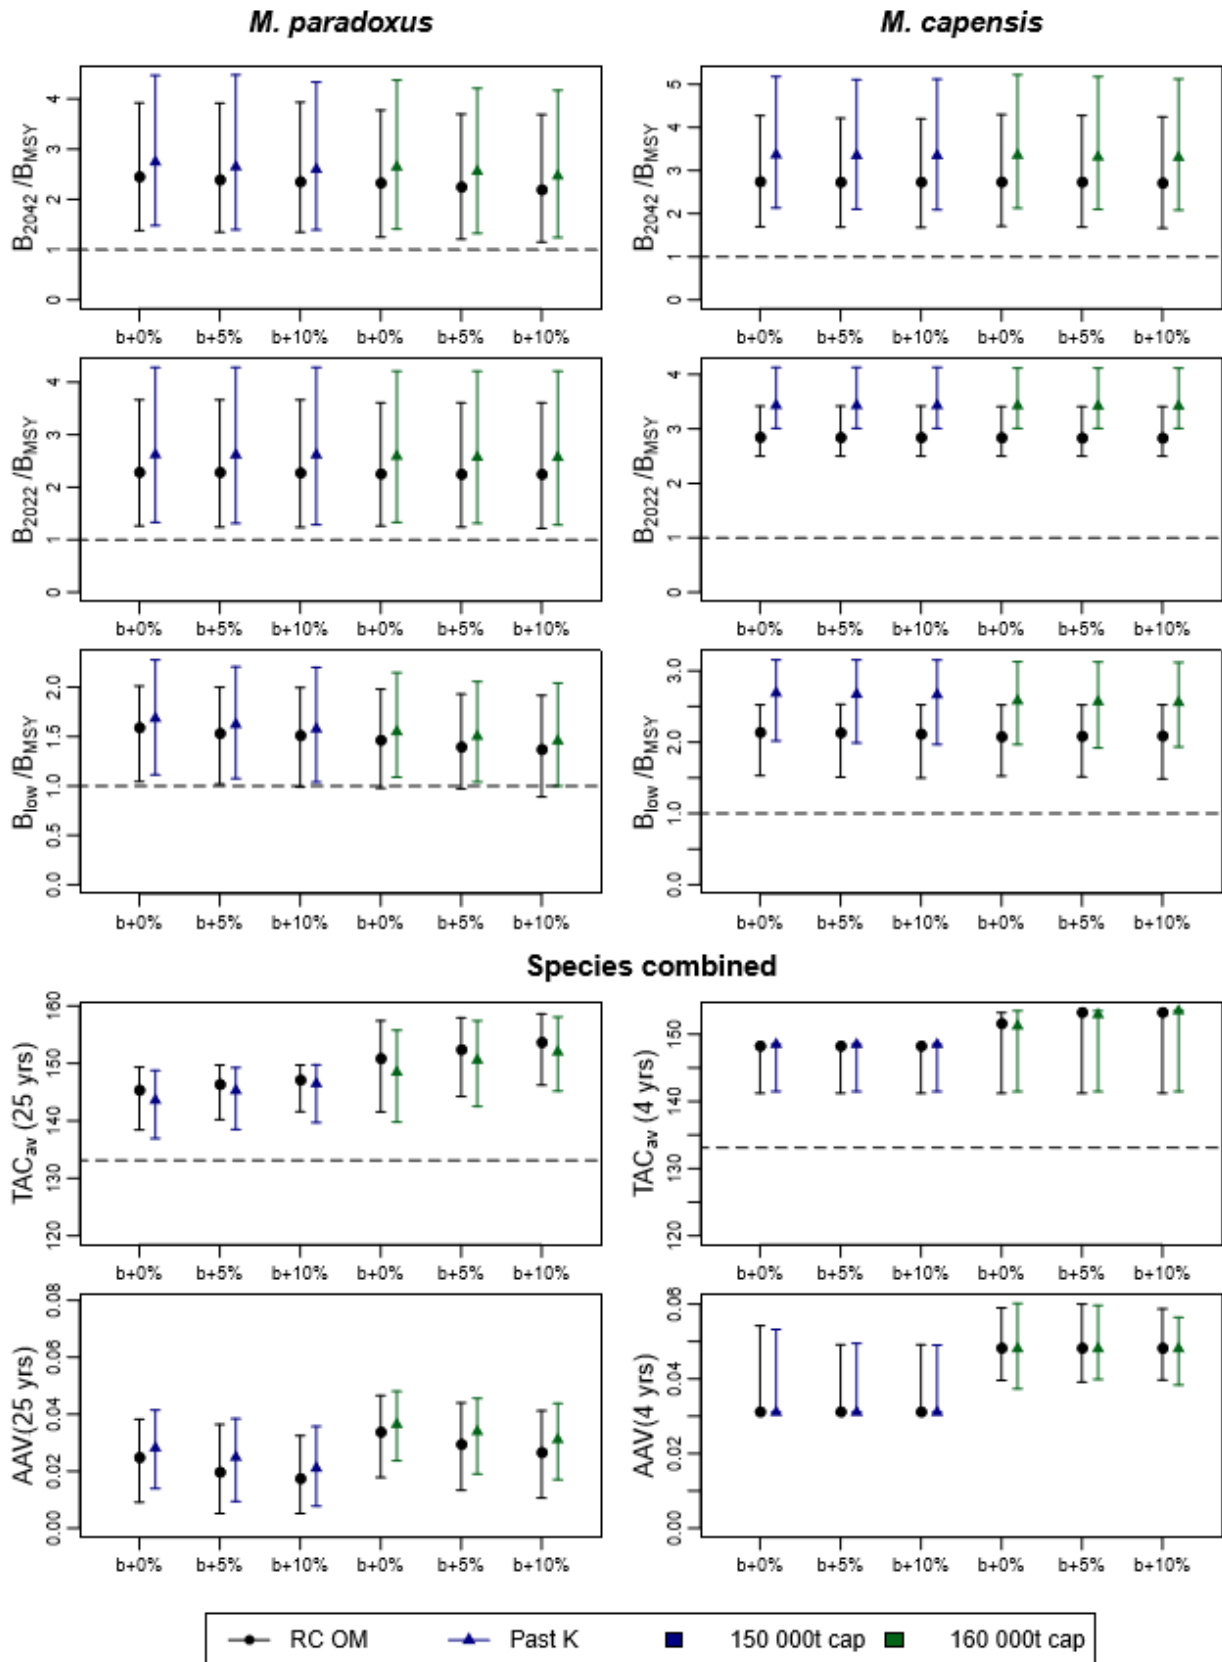 M. paradoxus
M. capensis
B2042 /BMSY
0 1 2 3 4
b+0% b+5% b+10% b+0% b+5% b+10%
B2042 /BMSY
0 1 2 3 4 5
b+0% b+5% b+10% b+0% b+5% b+10%
B2022 /BMSY
0 1 2 3 4
b+0% b+5% b+10% b+0% b+5% b+10%
B2022 /BMSY
0 1 2 3 4
b+0% b+5% b+10% b+0% b+5% b+10%
Blow /BMSY
0.0 0.5 1.0 1.5 2.0
b+0% b+5% b+10% b+0% b+5% b+10%
Blow /BMSY
0.0 1.0 2.0 3.0
b+0% b+5% b+10% b+0% b+5% b+10%
Species combined
TACav (25 yrs)
120 130 140 150 160
b+0% b+5% b+10% b+0% b+5% b+10%
TACav (4 yrs)
120 130 140 150
b+0% b+5% b+10% b+0% b+5% b+10%
AAV(25 yrs)
0.00 0.02 0.04 0.06 0.08
b+0% b+5% b+10% b+0% b+5% b+10%
AAV(4 yrs)
0.00 0.02 0.04 0.06
b+0% b+5% b+10% b+0% b+5% b+10%
RC OM Past K 150 000t cap 160 000t cap